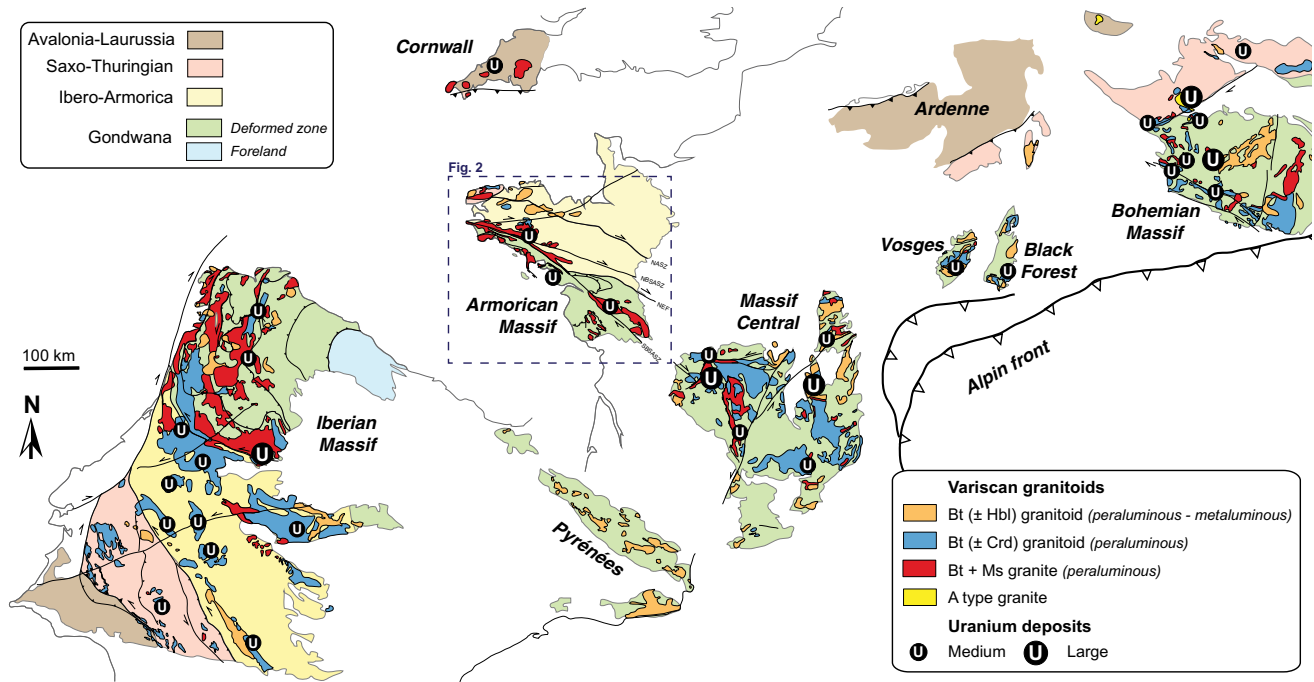 Avalonia-Laurussia
Saxo-Thuringian
Ibero-Armorica
Gondwana
Deformed zone
Foreland
Cornwall
U
Ardenne
U
U
U
U
U
U
U
U
U
Bohemian
Massif
Fig. 2
U
U
U
NASZ
NBSASZ
NEF
Armorican
Massif
Vosges
U
Black
Forest
U
Massif
Central
U
U
U
U
U
U
Alpin front
100 km
N
U
U
U
U
U
U
U
U
U
U
U
U
Iberian
Massif
Pyrénées
Variscan granitoids
Bt (± Hbl) granitoid (peraluminous - metaluminous)
Bt (± Crd) granitoid (peraluminous)
Bt + Ms granite (peraluminous)
A type granite
Uranium deposits
U Medium U Large